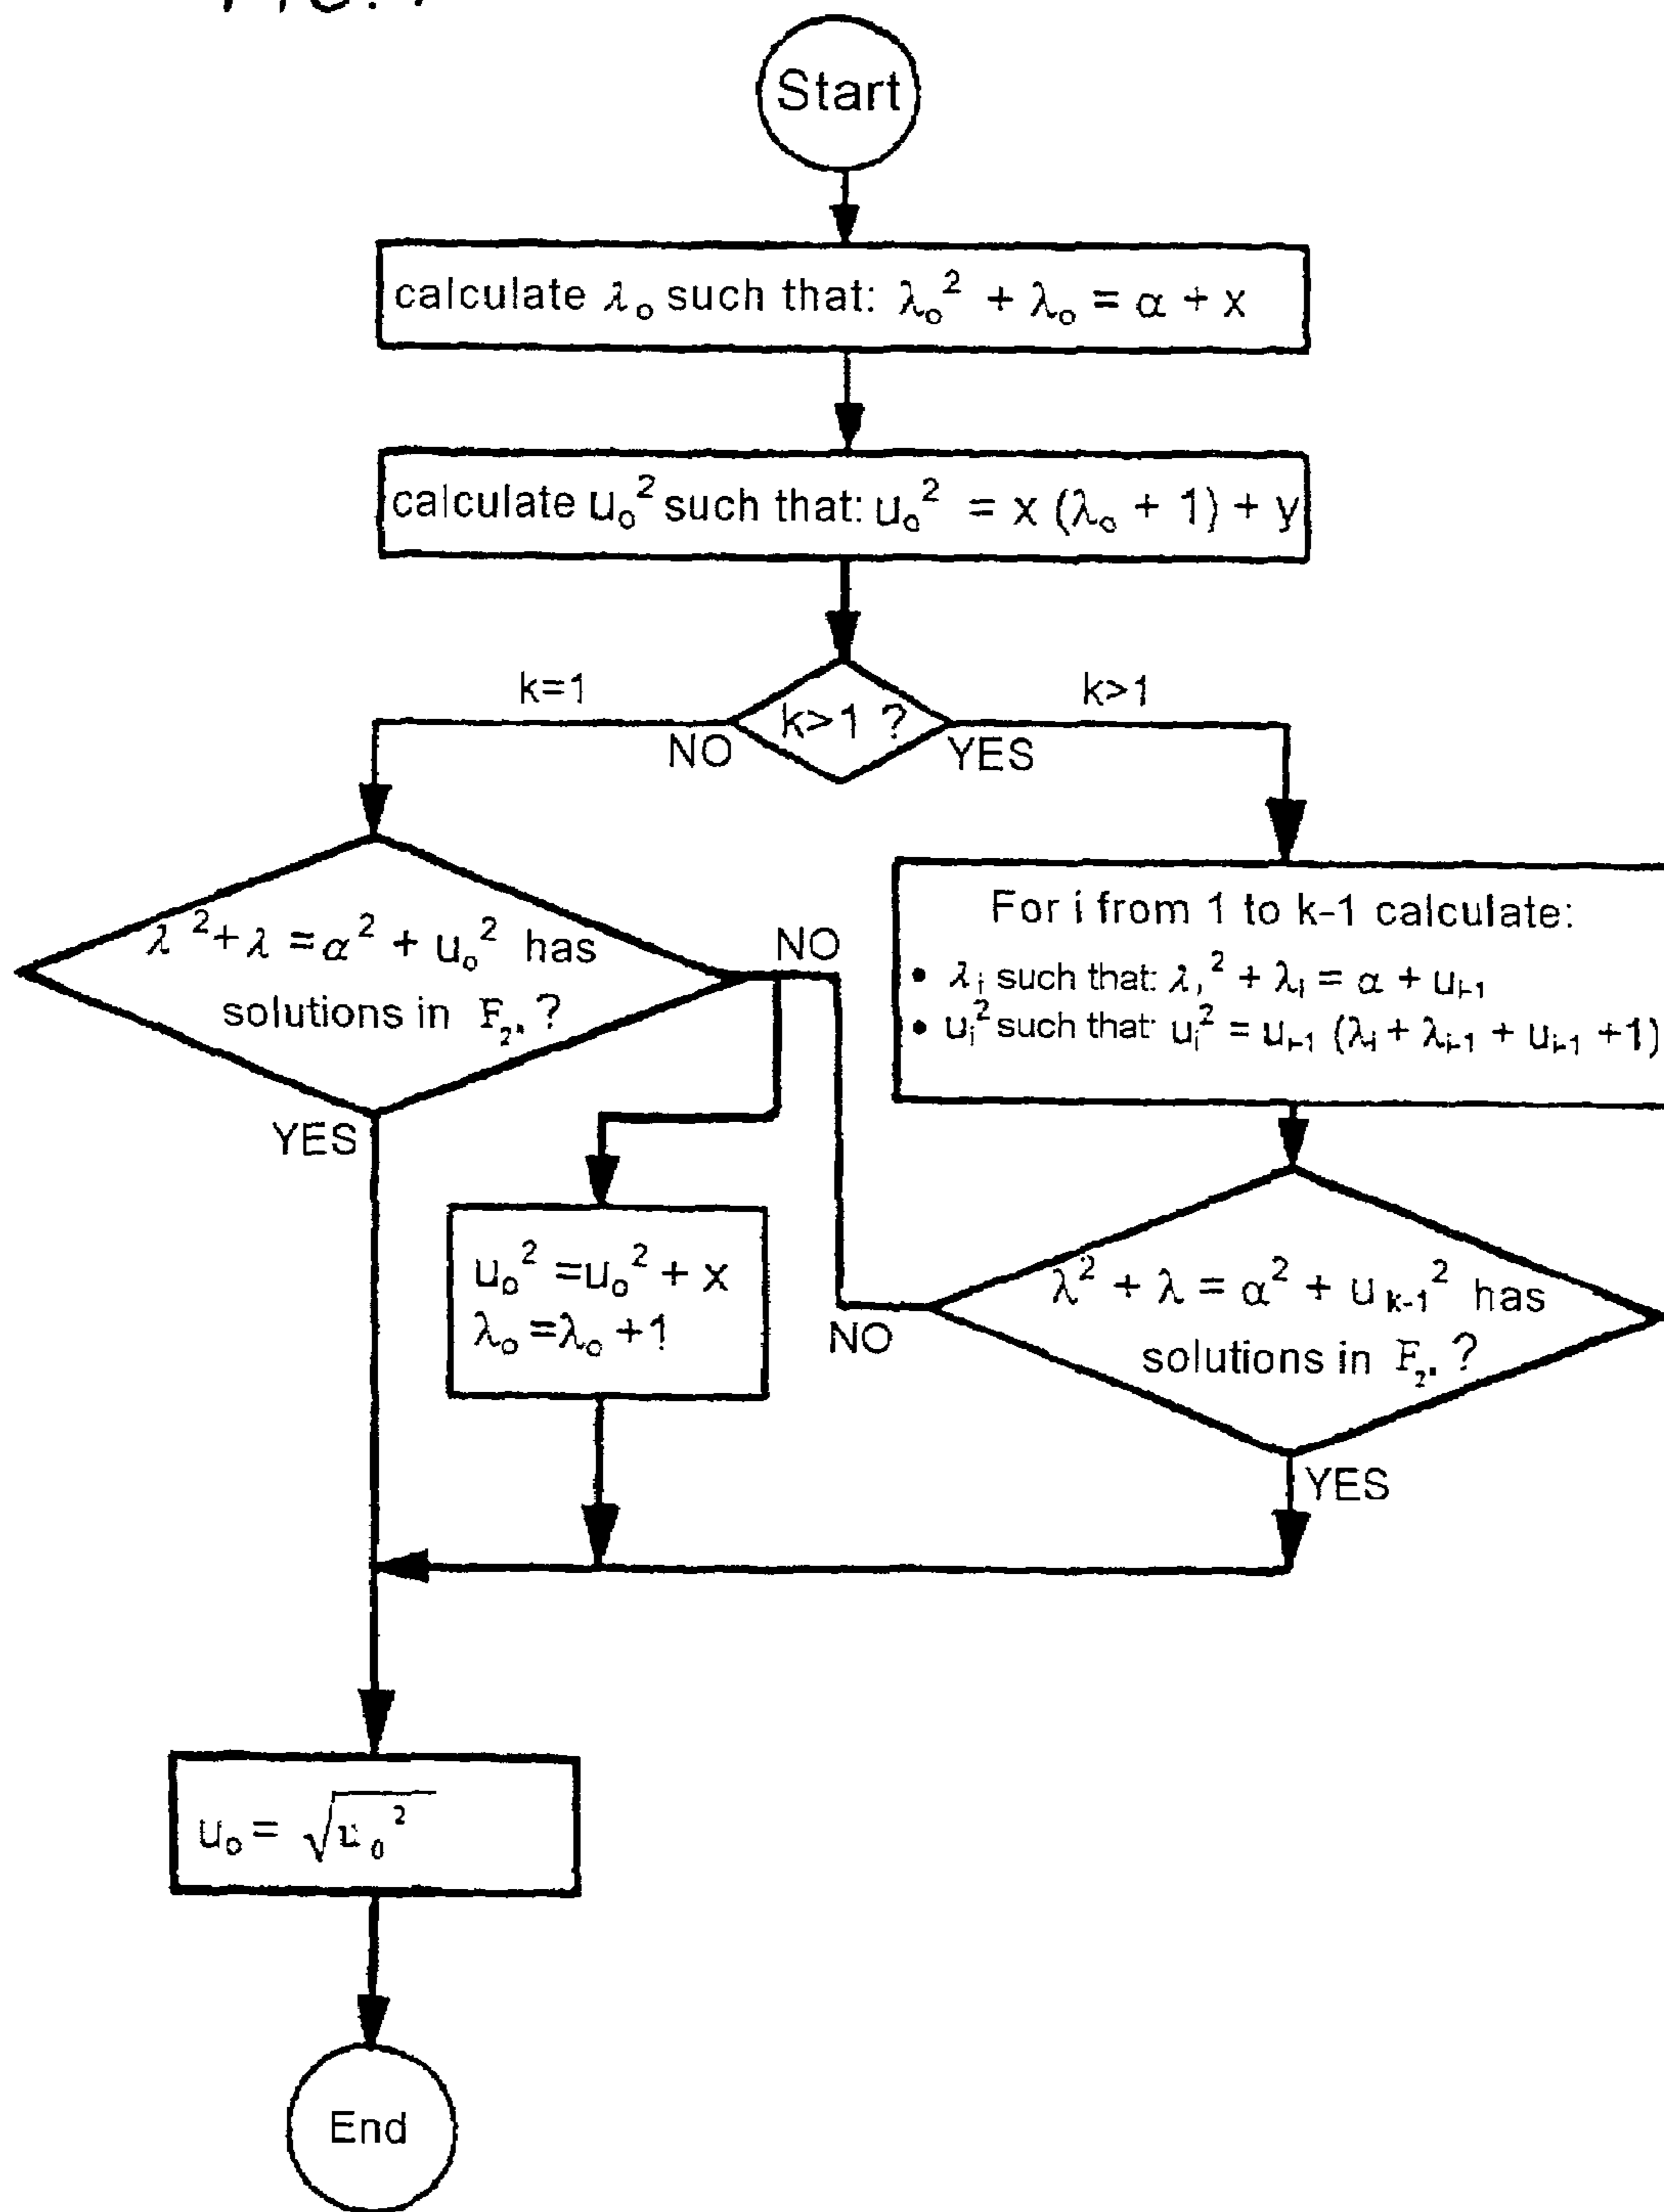 Start
calculate λ₀ such that: λ₀² + λ₀ = α + x
calculate u₀² such that: u₀² = x (λ₀ + 1) + y
k=1
k>1
k>1 ?
NO
YES
λ² + λ = α² + u₀² has
solutions in F₂ⁿ ?
NO
YES
For i from 1 to k-1 calculate:
• λᵢ such that: λᵢ² + λᵢ = α + uᵢ₋₁
• uᵢ² such that: uᵢ² = uᵢ₋₁ (λᵢ + λᵢ₋₁ + uᵢ₋₁ + 1)
u₀² = u₀² + x
λ₀ = λ₀ + 1
λ² + λ = α² + u ₖ₋₁² has
solutions in F₂ⁿ ?
NO
YES
u₀ = √u₀²
End